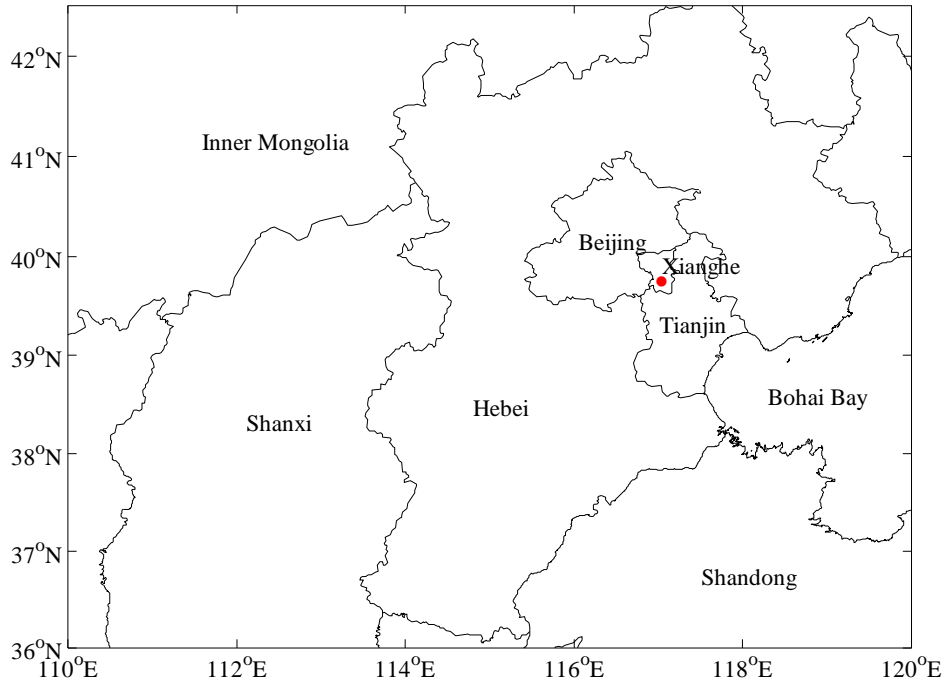 42°N
Inner Mongolia
41°N
Beijing
40°N
Xianghe
Tianjin
39°N
Bohai Bay
Hebei
Shanxi
38°N
37°N
Shandong
36°N
110°E
112°E
114°E
116°E
118°E
120°E